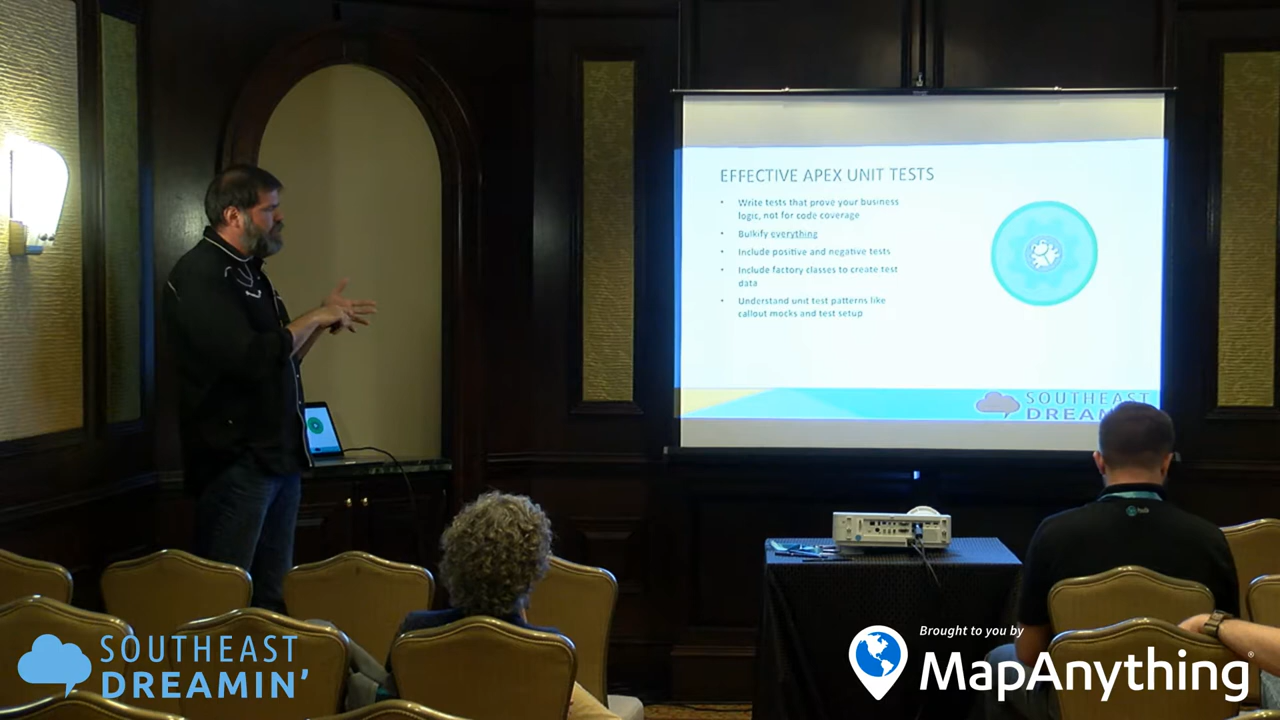 EFFECTIVE APEX UNIT TESTS
• Write tests that prove your business
logic, not for code coverage
• Bulkify everything
• Include positive and negative tests
• Include factory classes to create test
data
• Understand unit test patterns like
callout mocks and test setup
SOUTHEAST
DREAM
SOUTHEAST
DREAMIN'
Brought to you by
MapAnything®